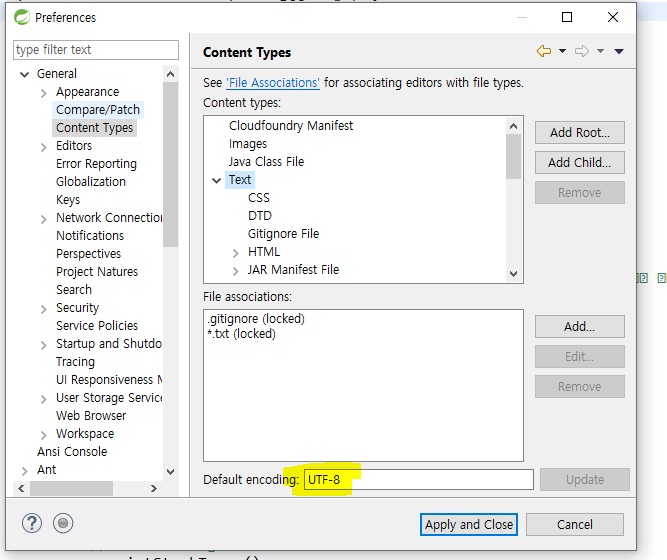 Preferences
type filter text
General
Appearance
Compare/Patch
Content Types
Editors
Error Reporting
Globalization
Keys
Network Connection
Notifications
Perspectives
Project Natures
Search
Security
Service Policies
Startup and Shutdo
Tracing
UI Responsiveness M
User Storage Service
Web Browser
Workspace
Ansi Console
Ant
Content Types
See 'File Associations' for associating editors with file types.
Content types:
Cloudfoundry Manifest
Images
Java Class File
Text
CSS
DTD
Gitignore File
HTML
JAR Manifest File
Add Root...
Add Child...
Remove
File associations:
.gitignore (locked)
*.txt (locked)
Add...
Edit...
Remove
Default encoding: UTF-8
Update
Apply and Close
Cancel